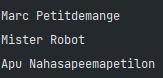 Marc Petitdemange
Mister Robot
Apu Nahasapeemapetilon